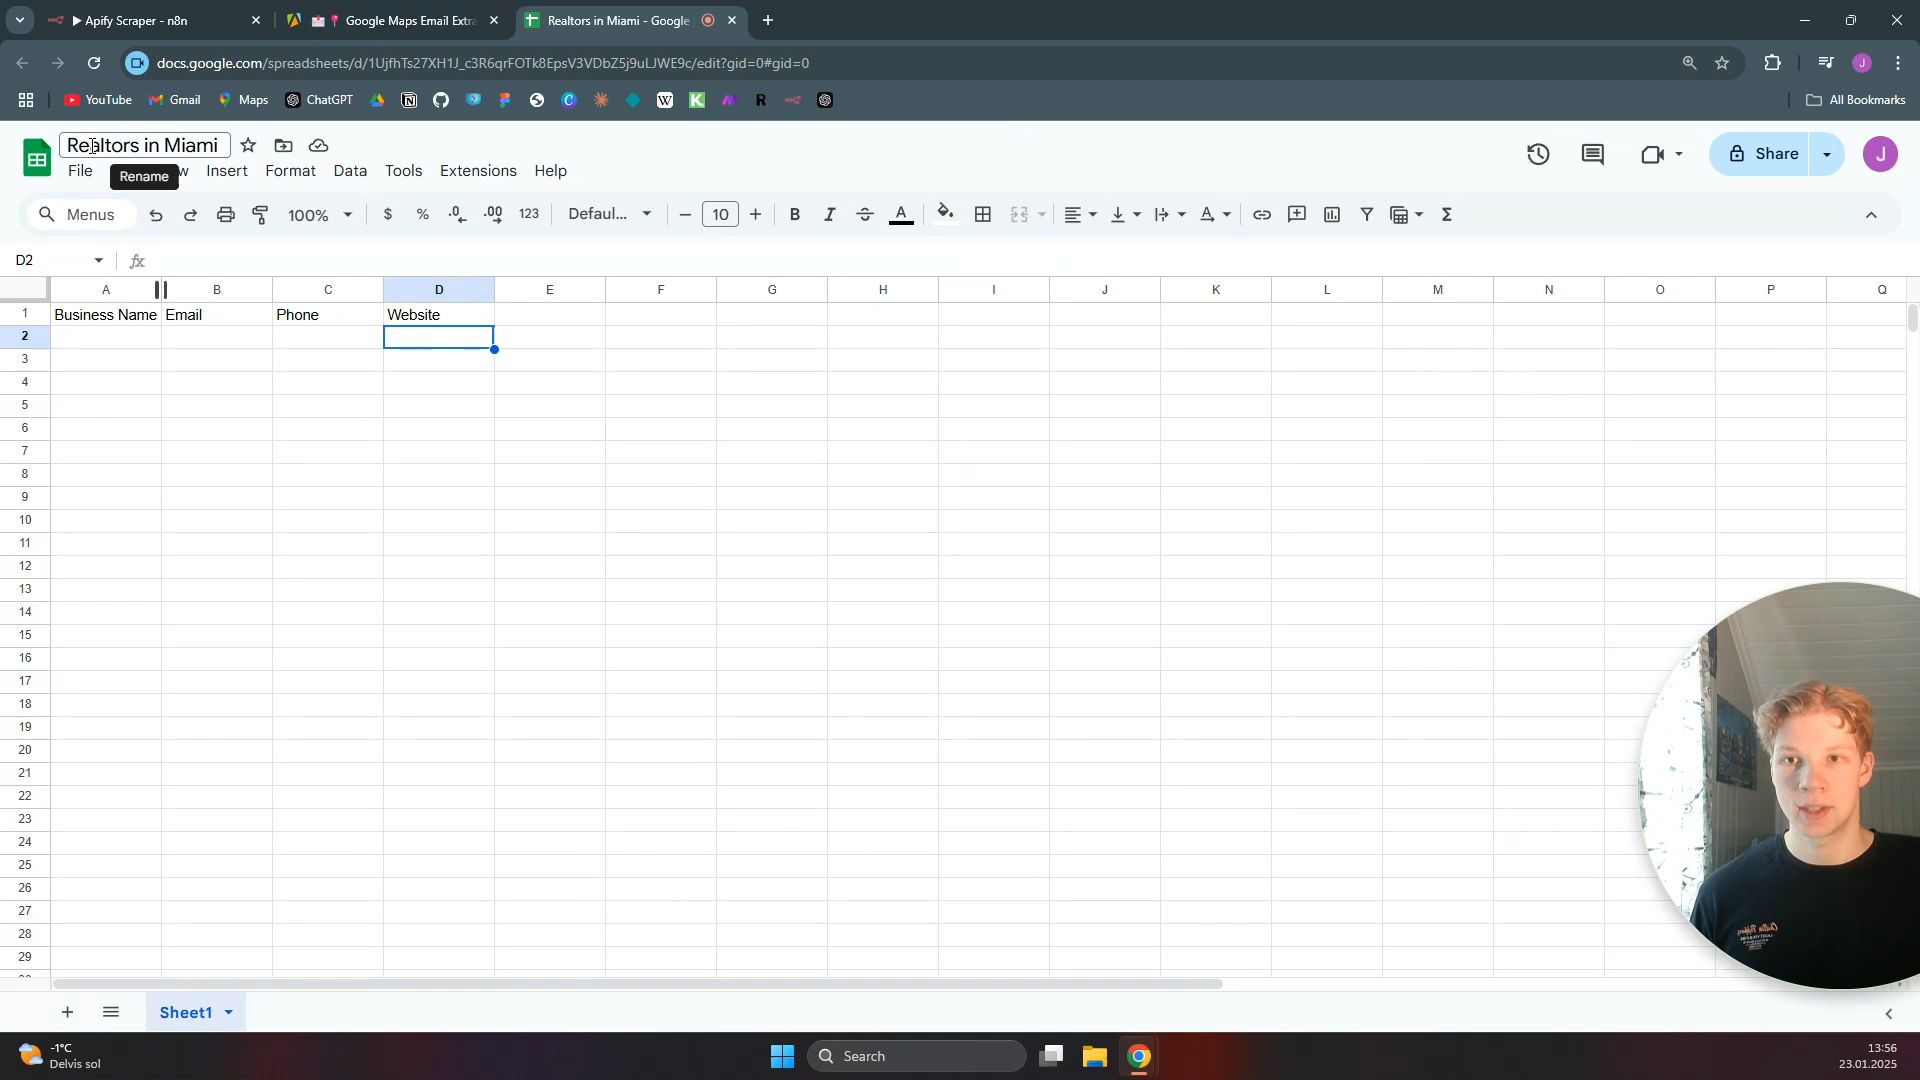 ▶ Apify Scraper - n8n
Google Maps Email Extra
Realtors in Miami - Google
docs.google.com/spreadsheets/d/1UjfhTs27XH1J_c3R6qrFOTk8EpsV3VDbZ5j9uLJWE9c/edit?gid=0#gid=0
J
YouTube
Gmail
Maps
ChatGPT
All Bookmarks
Realtors in Miami
Share
J
File
w
Insert
Format
Data
Tools
Extensions
Help
Rename
Menus
100%
$
%
.0
.00
123
Defaul...
10
B
I
A
D2
fx
A B C D E F G H I J K L M N O P Q
1 Business Name Email Phone Website
2
3
4
5
6
7
8
9
10
11
12
13
14
15
16
17
18
19
20
21
22
23
24
25
26
27
28
29
Sheet1
-1°C
Delvis sol
Search
13:56
23.01.2025